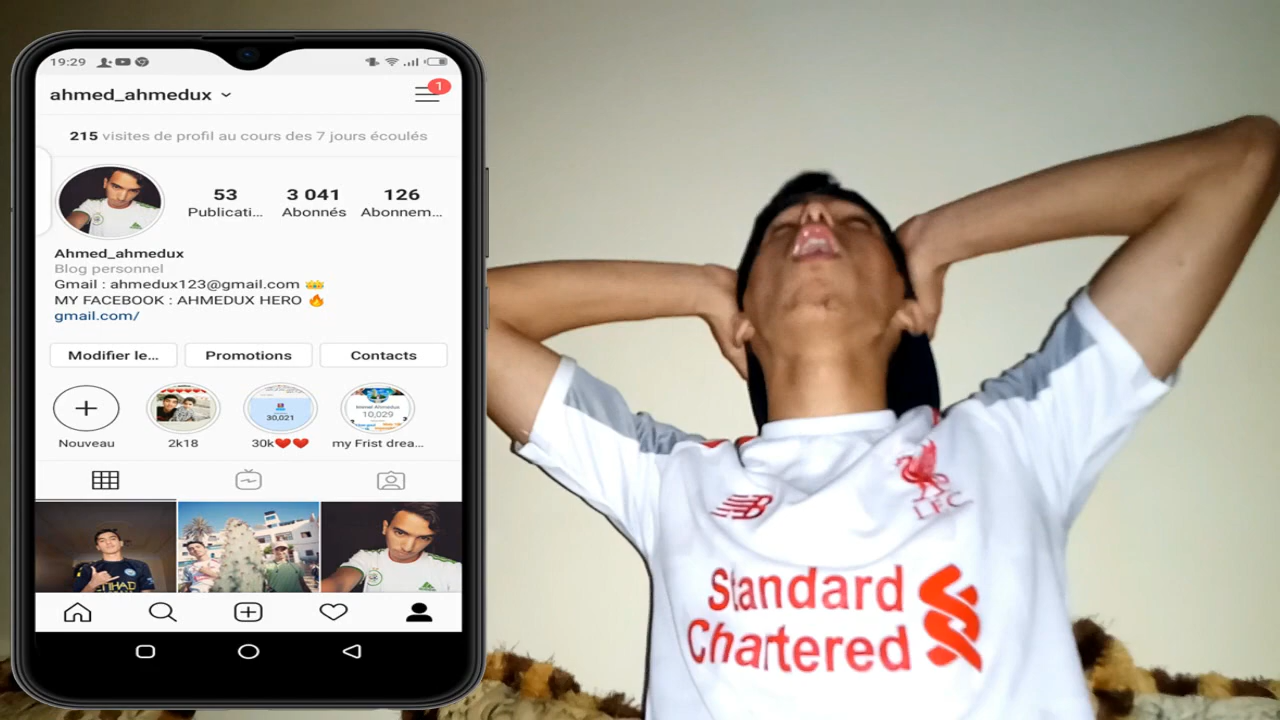 19:29
ahmed_ahmedux
1
215 visites de profil au cours des 7 jours écoulés
53 3 041 126
Publicati... Abonnés Abonnem...
Ahmed_ahmedux
Blog personnel
Gmail : ahmedux123@gmail.com 👑
MY FACEBOOK : AHMEDUX HERO 🔥
gmail.com/
Modifier le... Promotions Contacts
30,021
Ahmedux
10,029
Nouveau 2k18 30k❤️❤️ my Frist drea...
ETIHAD
L.F.C.
Standard
Chartered